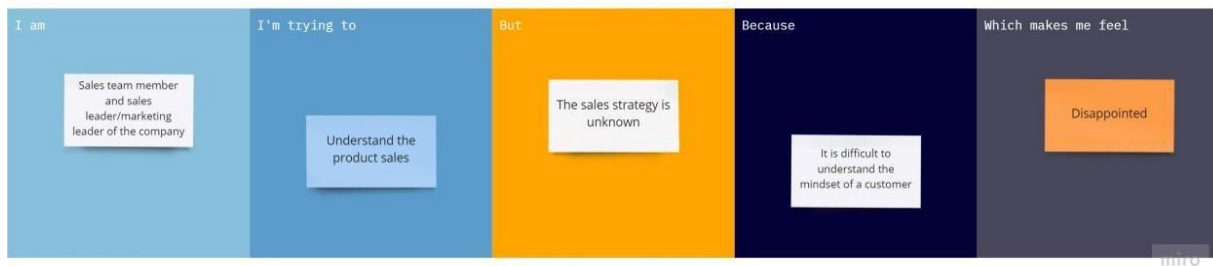 I am
Sales team member
and sales
leader/marketing
leader of the company
I'm trying to
Understand the
product sales
But
The sales strategy is
unknown
Because
It is difficult to
understand the
mindset of a customer
Which makes me feel
Disappointed
miro